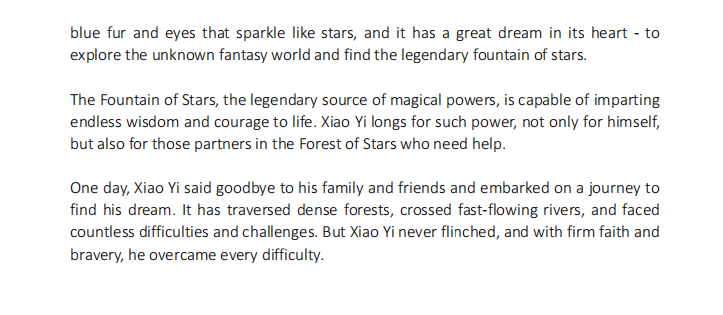 blue fur and eyes that sparkle like stars, and it has a great dream in its heart - to
explore the unknown fantasy world and find the legendary fountain of stars.
The Fountain of Stars, the legendary source of magical powers, is capable of imparting
endless wisdom and courage to life. Xiao Yi longs for such power, not only for himself,
but also for those partners in the Forest of Stars who need help.
One day, Xiao Yi said goodbye to his family and friends and embarked on a journey to
find his dream. It has traversed dense forests, crossed fast-flowing rivers, and faced
countless difficulties and challenges. But Xiao Yi never flinched, and with firm faith and
bravery, he overcame every difficulty.